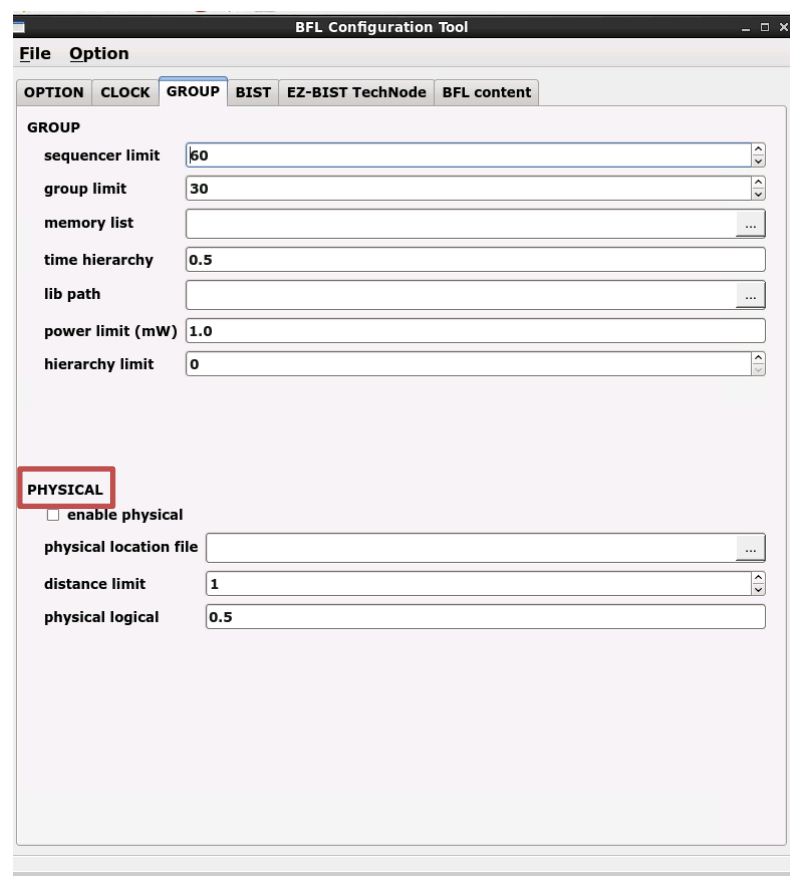 BFL Configuration Tool
File Option
OPTION CLOCK GROUP BIST EZ-BIST TechNode BFL content
GROUP
sequencer limit 60
group limit 30
memory list ...
time hierarchy 0.5
lib path ...
power limit (mW) 1.0
hierarchy limit 0
PHYSICAL
enable physical
physical location file ...
distance limit 1
physical logical 0.5